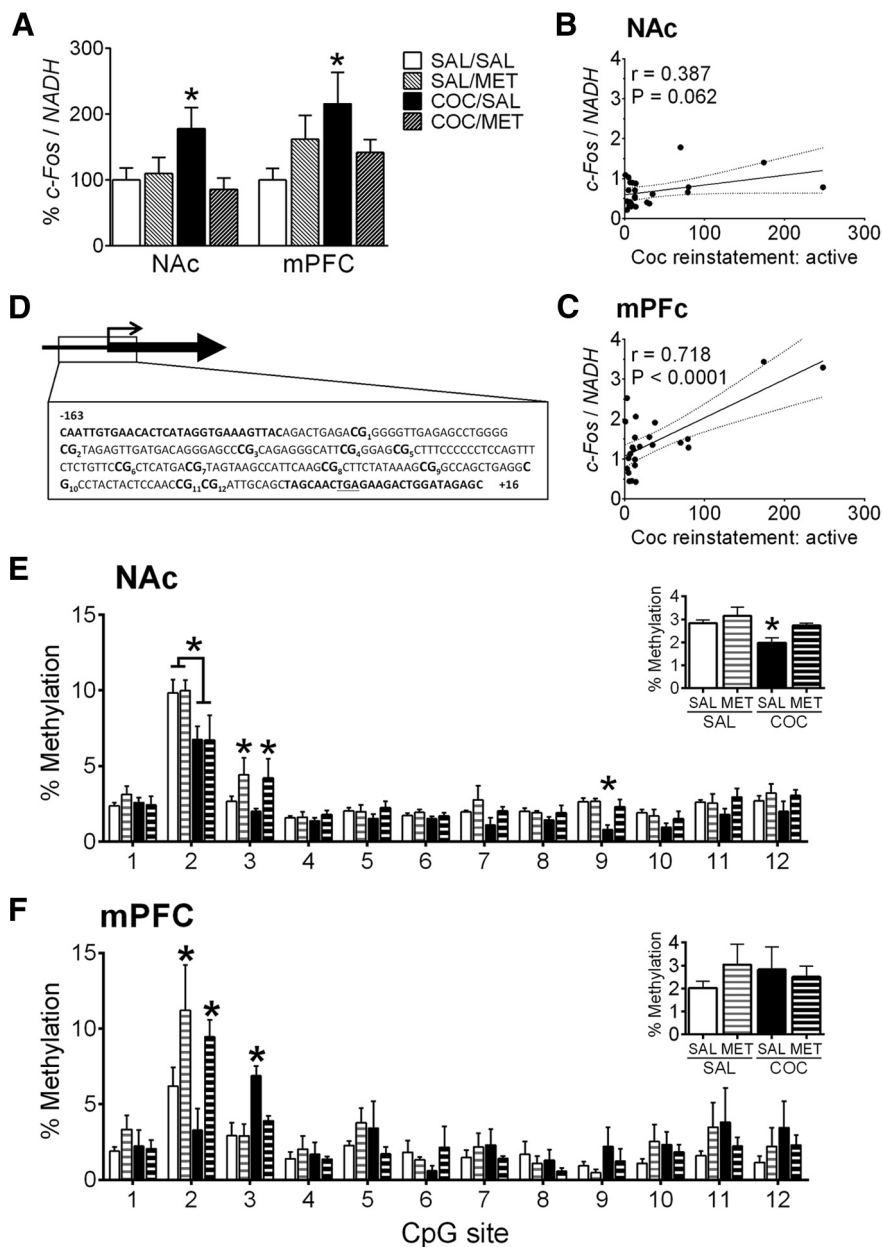 A
% c-Fos / NADH
300
200
100
0
NAc mPFC
SAL/SAL
SAL/MET
COC/SAL
COC/MET
* *
B
NAc
r = 0.387
P = 0.062
c-Fos / NADH
4
3
2
1
0
0 100 200 300
Coc reinstatement: active
C
mPFc
r = 0.718
P < 0.0001
c-Fos / NADH
4
3
2
1
0
0 100 200 300
Coc reinstatement: active
D
-163
CAATTGTGAACACTCATAGGTGAAAGTTACAGACTGAGACG1GGGGTTGAGAGCCTGGGG
CG2TAGAGTTGATGACAGGGAGCCCG3CAGAGGGCATTCG4GGAGCG5CTTTCCCCCCTCCAGTTT
CTCTGTTCCG6CTCATGACG7TAGTAAGCCATTCAAGCG8CTTCTATAAAGCG9GCCAGCTGAGGC
G10CCTACTACTCCAACCG11CG12ATTGCAGCTAGCAACTGAGAAGACTGGATAGAGC +16
E
NAc
% Methylation
15
10
5
0
* * * *
1 2 3 4 5 6 7 8 9 10 11 12
% Methylation
4
3
2
1
0
*
SAL MET SAL MET
SAL COC
F
mPFC
% Methylation
15
10
5
0
* * *
1 2 3 4 5 6 7 8 9 10 11 12
CpG site
% Methylation
4
3
2
1
0
SAL MET SAL MET
SAL COC